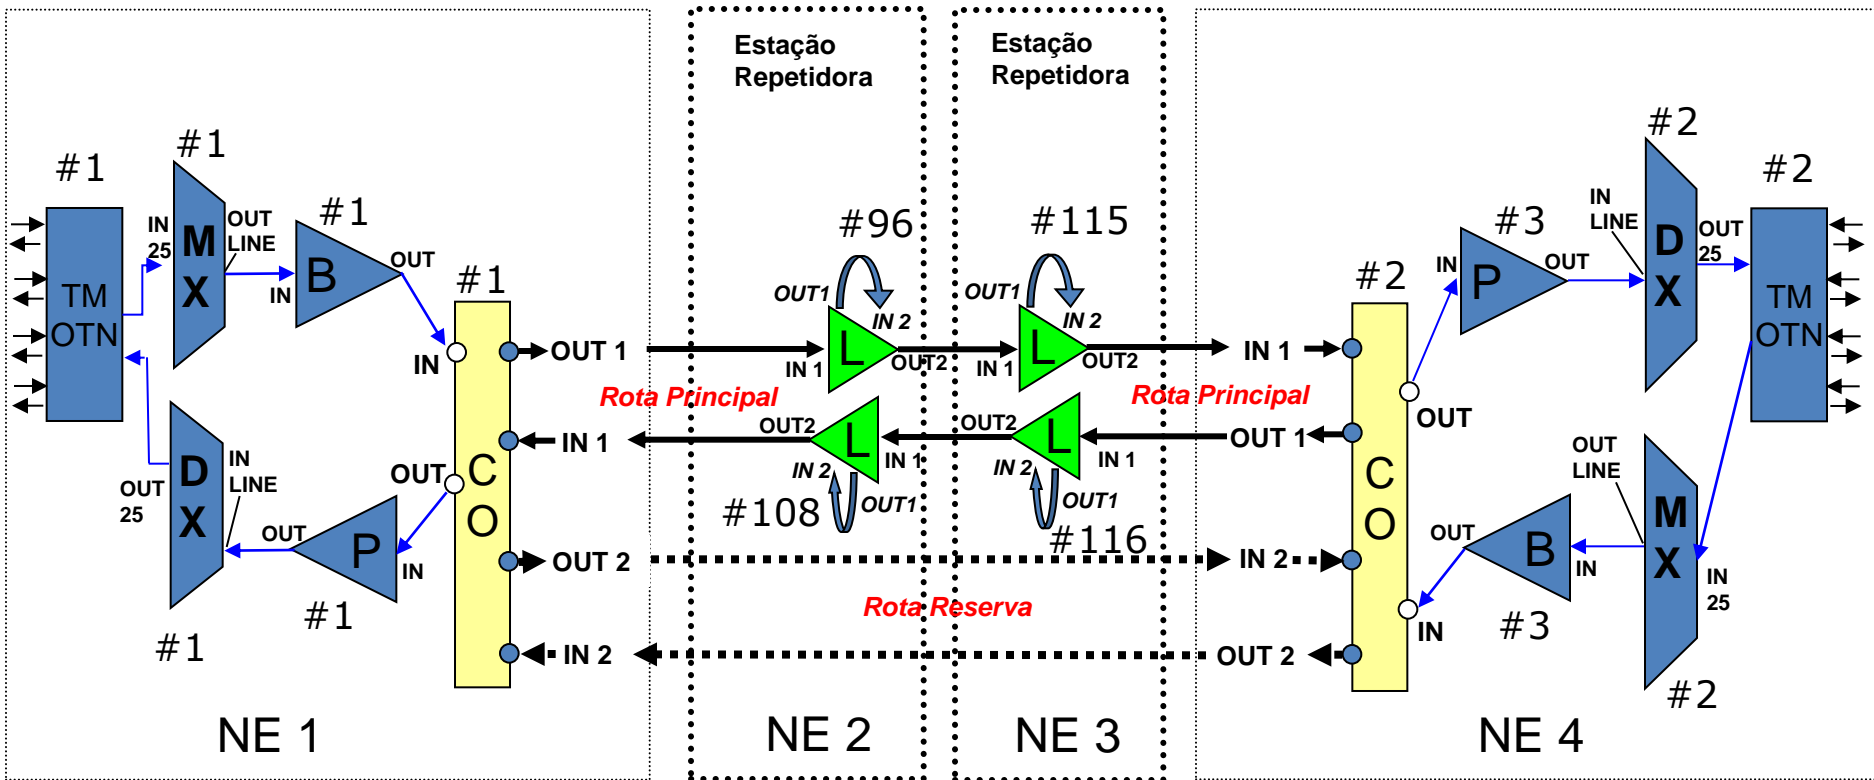 Estação
Repetidora
Estação
Repetidora
#1
TM
OTN
#1
IN
25
M
X
OUT
LINE
#1
IN
B
OUT
#1
IN
OUT 1
Rota Principal
IN 1
C
O
OUT
OUT 2
IN 2
D
X
OUT
25
IN
LINE
#1
OUT
P
IN
#1
NE 1
#96
OUT1
IN 2
L
IN 1
OUT2
OUT2
L
IN 1
IN 2
OUT1
#108
NE 2
#115
OUT1
IN 2
L
IN 1
OUT2
OUT2
L
IN 1
IN 2
OUT1
#116
NE 3
Rota Reserva
Rota Principal
IN 1
OUT 1
IN 2
OUT 2
#2
C
O
OUT
IN
#3
IN
P
OUT
#2
IN
LINE
D
X
OUT
25
#2
TM
OTN
OUT
LINE
M
X
IN
25
#2
OUT
B
IN
#3
NE 4